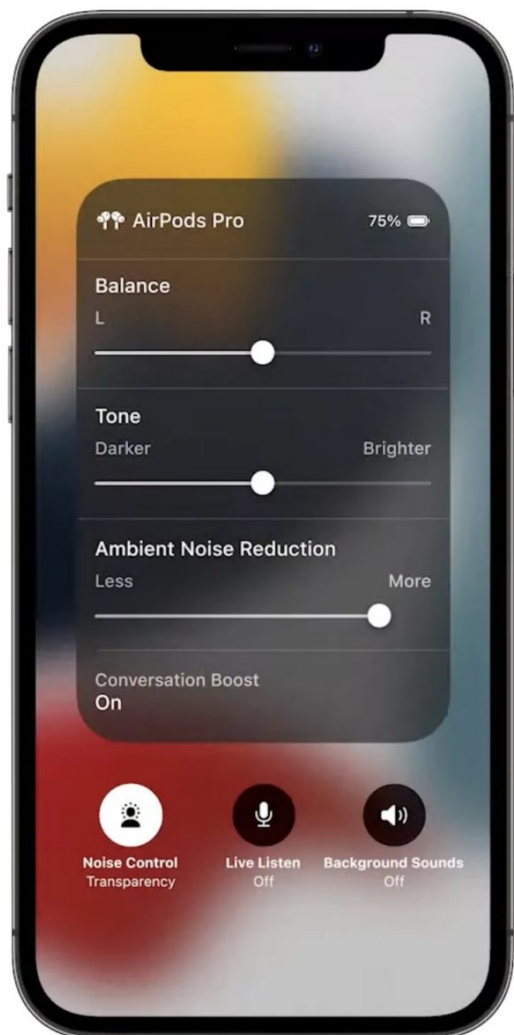 AirPods Pro 75%
Balance
L R
Tone
Darker Brighter
Ambient Noise Reduction
Less More
Conversation Boost
On
Noise Control Live Listen Background Sounds
Transparency Off Off